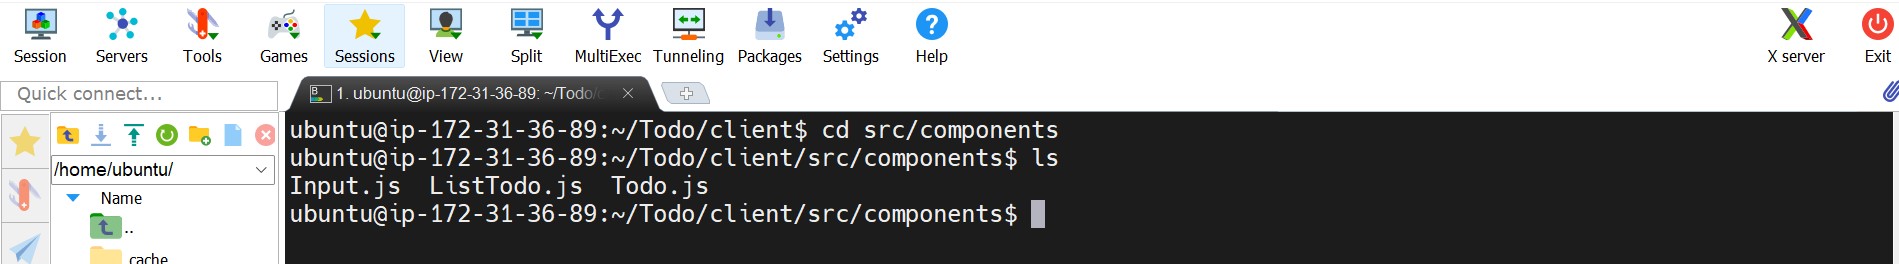 Session Servers Tools Games Sessions View Split MultiExec Tunneling Packages Settings Help X server Exit
Quick connect...
1. ubuntu@ip-172-31-36-89: ~/Todo/c
/home/ubuntu/
Name
..
.cache
ubuntu@ip-172-31-36-89:~/Todo/client$ cd src/components
ubuntu@ip-172-31-36-89:~/Todo/client/src/components$ ls
Input.js  ListTodo.js  Todo.js
ubuntu@ip-172-31-36-89:~/Todo/client/src/components$